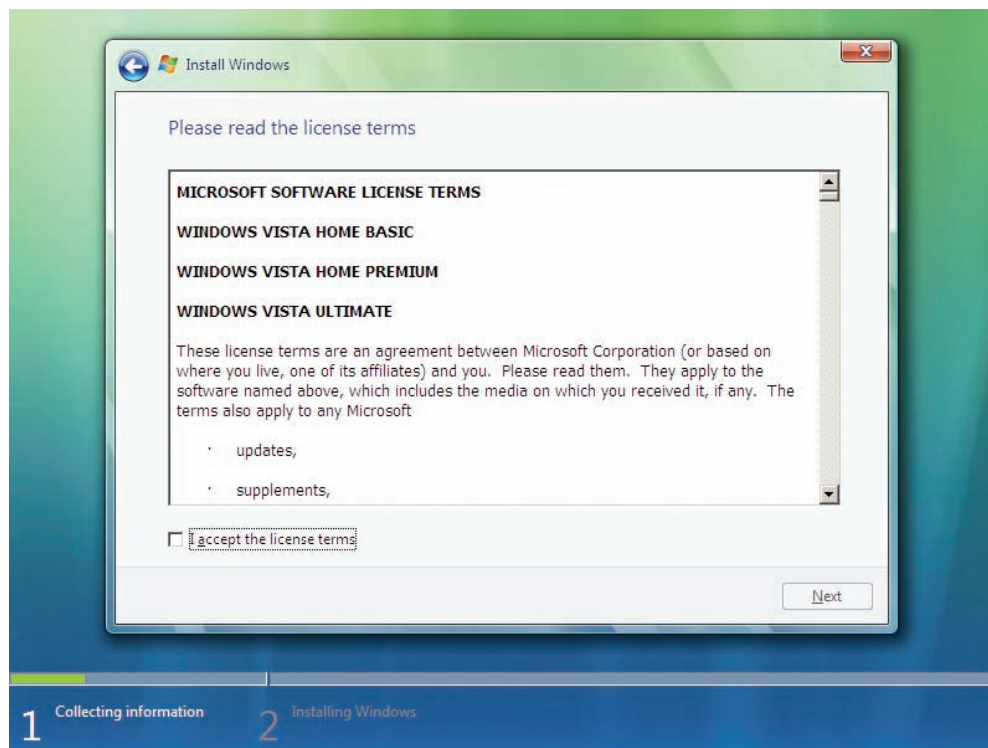 Install Windows
Please read the license terms
MICROSOFT SOFTWARE LICENSE TERMS
WINDOWS VISTA HOME BASIC
WINDOWS VISTA HOME PREMIUM
WINDOWS VISTA ULTIMATE
These license terms are an agreement between Microsoft Corporation (or based on
where you live, one of its affiliates) and you.  Please read them.  They apply to the
software named above, which includes the media on which you received it, if any.  The
terms also apply to any Microsoft
· updates,
· supplements,
I accept the license terms
Next
1 Collecting information 2 Installing Windows